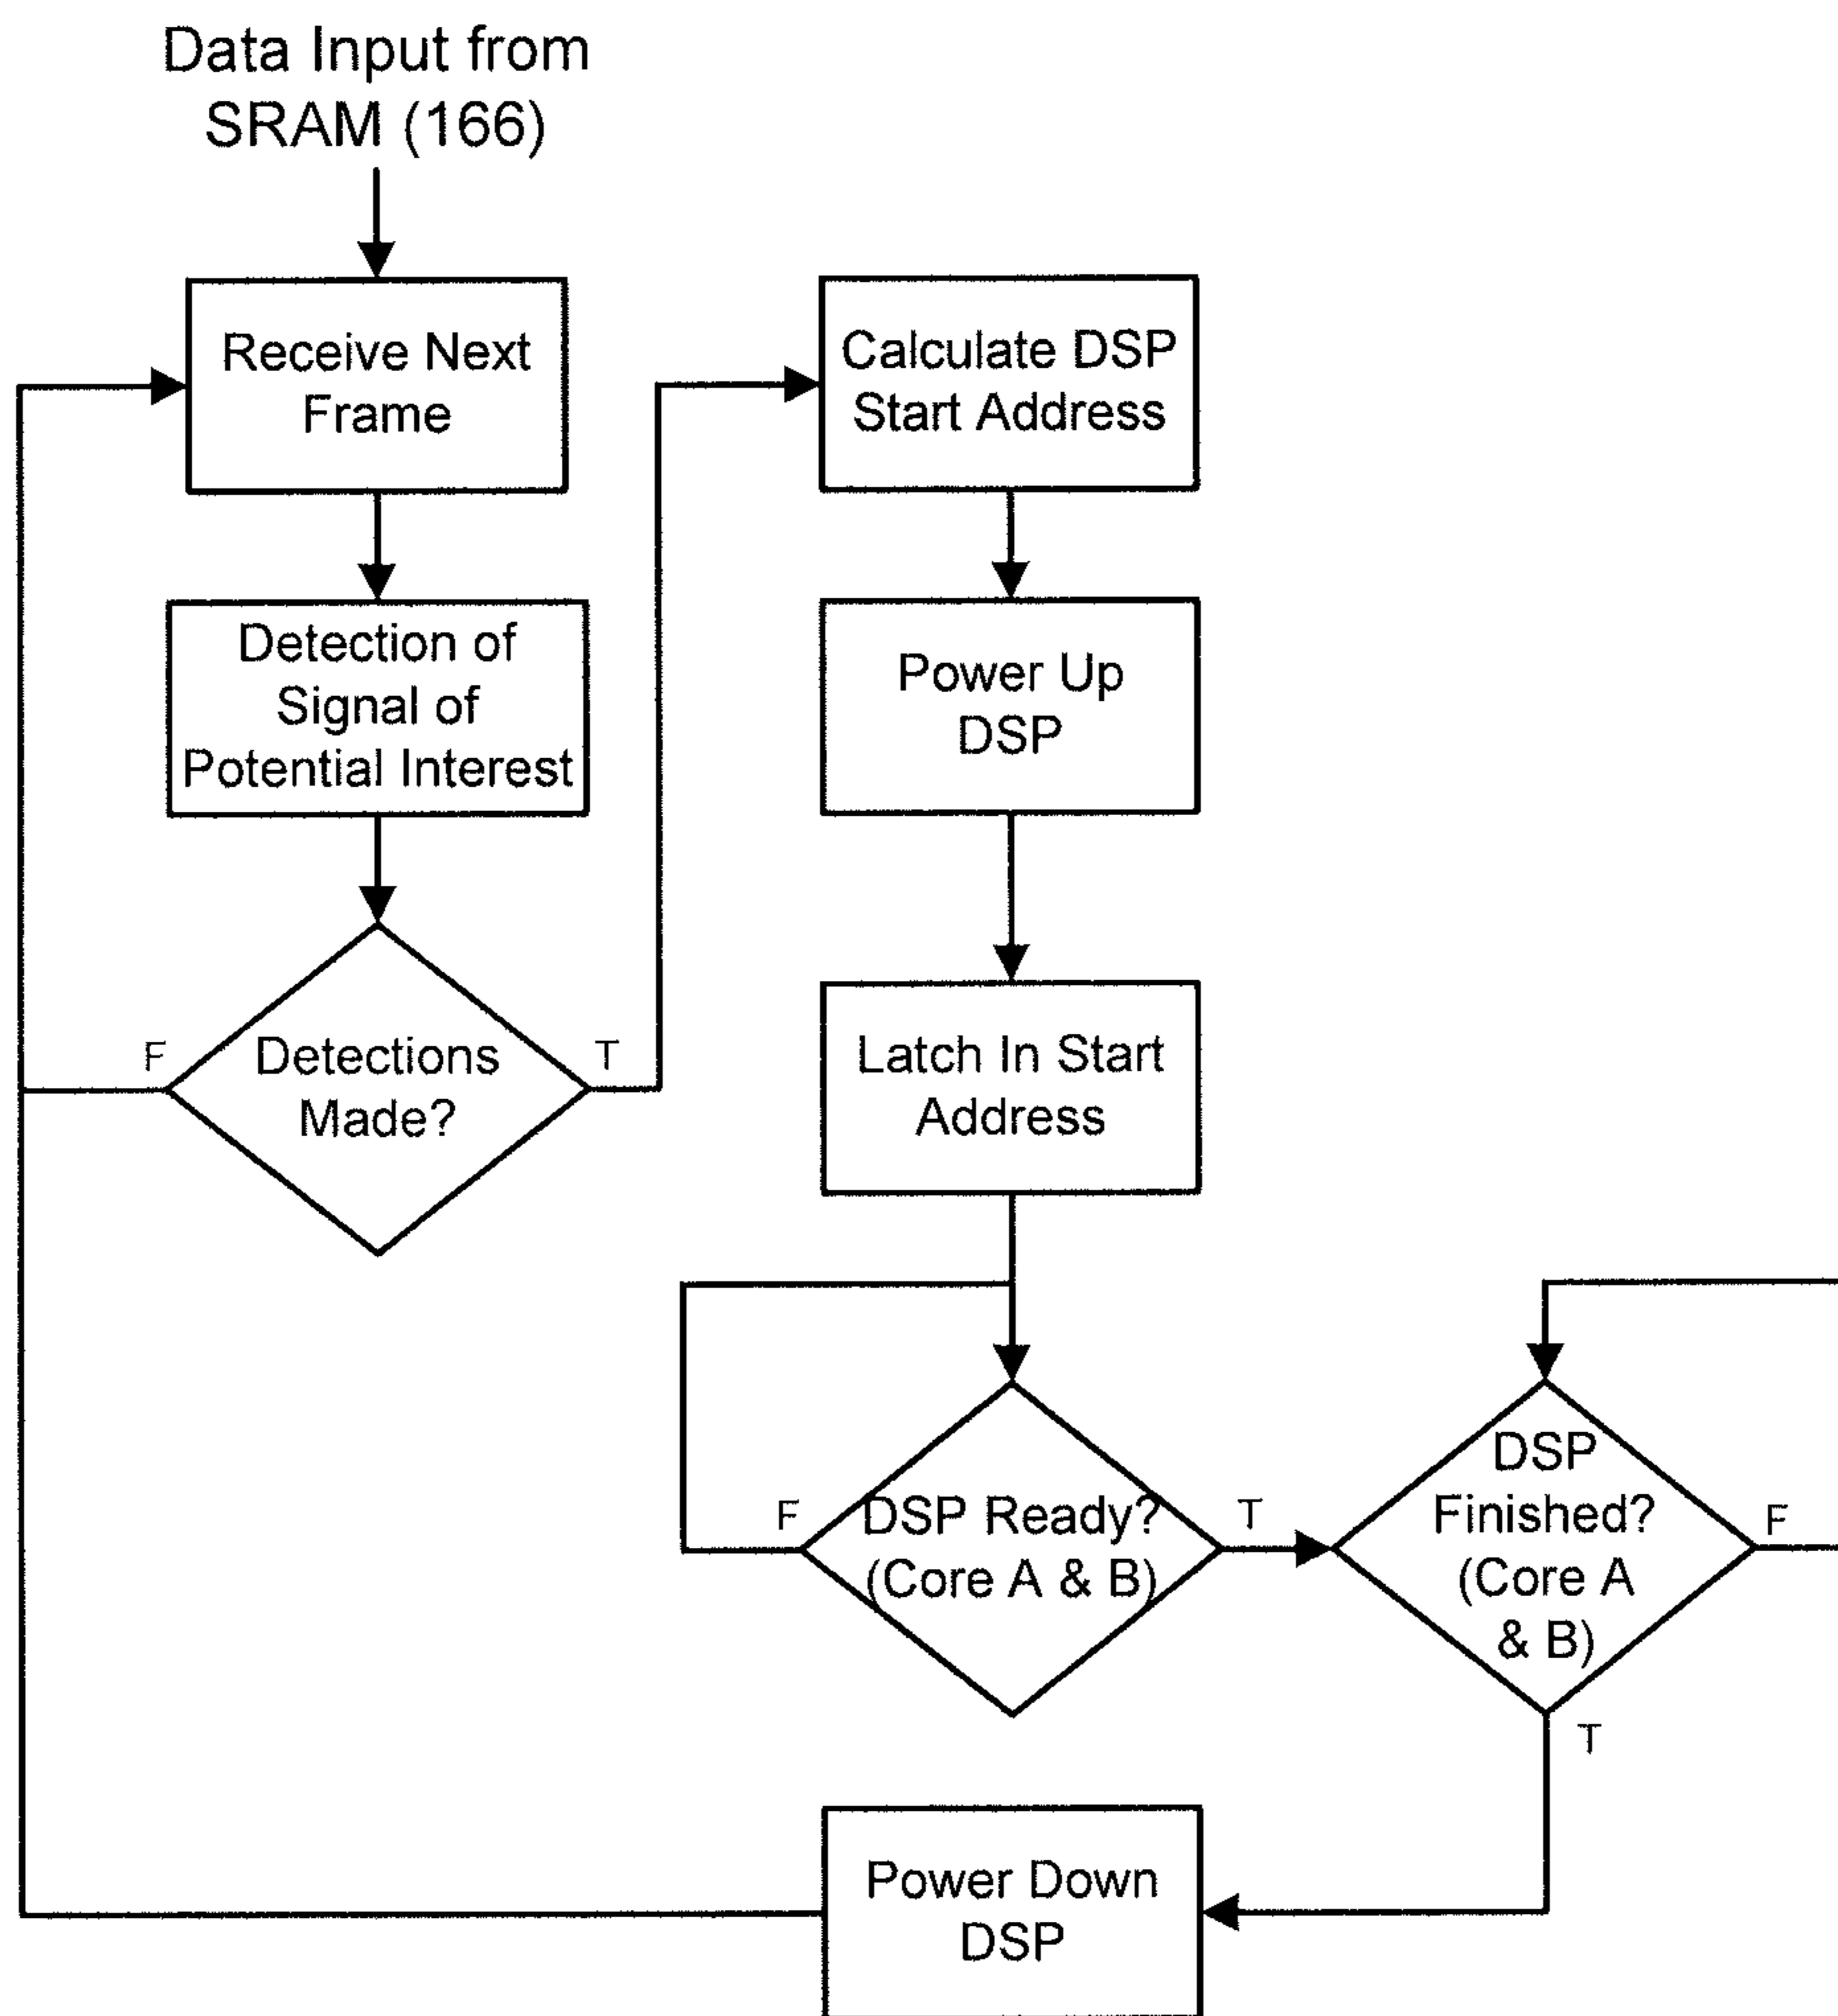 Data Input from
SRAM (166)
Receive Next
Frame
Detection of
Signal of
Potential Interest
F
Detections
Made?
T
Calculate DSP
Start Address
Power Up
DSP
Latch In Start
Address
F
DSP Ready?
(Core A & B)
T
DSP
Finished?
(Core A
& B)
F
T
Power Down
DSP